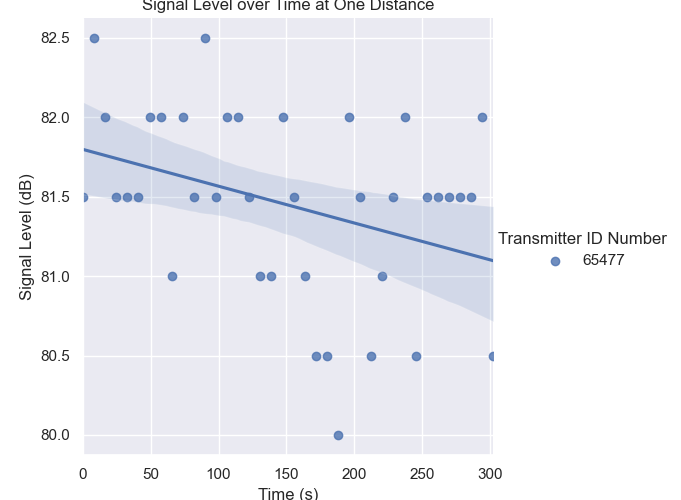 Signal Level over Time at One Distance
82.5
82.0
81.5
81.0
80.5
80.0
Signal Level (dB)
0 50 100 150 200 250 300
Time (s)
Transmitter ID Number
65477